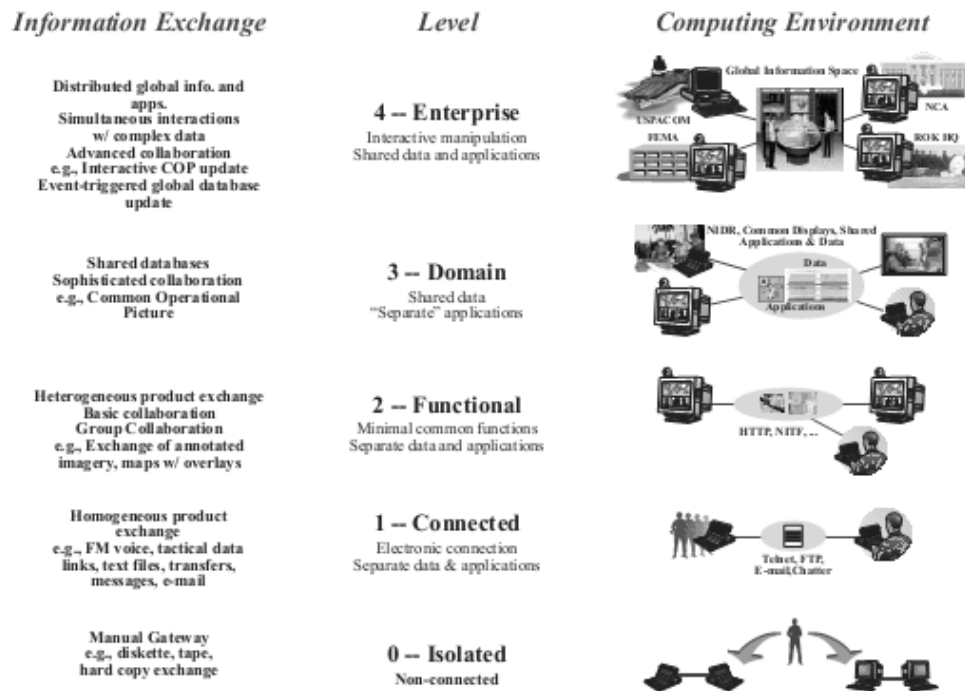 Information Exchange
Level
Computing Environment
Distributed global info. and
apps.
Simultaneous interactions
w/ complex data
Advanced collaboration
e.g., Interactive COP update
Event-triggered global database
update
4 -- Enterprise
Interactive manipulation
Shared data and applications
Global Information Space
USPACOM
NCA
FEMA
ROK HQ
Shared databases
Sophisticated collaboration
e.g., Common Operational
Picture
3 -- Domain
Shared data
“Separate” applications
NIDR, Common Displays, Shared
Applications & Data
Data
Applications
Heterogeneous product exchange
Basic collaboration
Group Collaboration
e.g., Exchange of annotated
imagery, maps w/ overlays
2 -- Functional
Minimal common functions
Separate data and applications
HTTP, NITF, ...
Homogeneous product
exchange
e.g., FM voice, tactical data
links, text files, transfers,
messages, e-mail
1 -- Connected
Electronic connection
Separate data & applications
Telnet, FTP,
E-mail,Chatter
Manual Gateway
e.g., diskette, tape,
hard copy exchange
0 -- Isolated
Non-connected